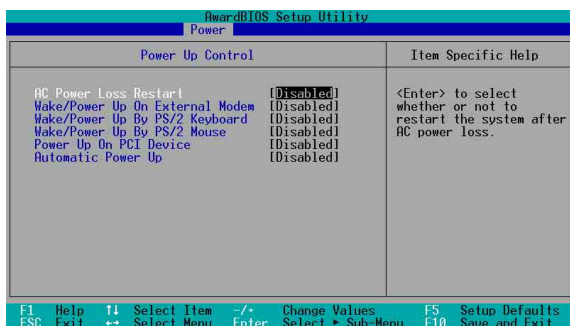 AwardBIOS Setup Utility
Power
Power Up Control
Item Specific Help
AC Power Loss Restart [Disabled]
Wake/Power Up On External Modem [Disabled]
Wake/Power Up By PS/2 Keyboard [Disabled]
Wake/Power Up By PS/2 Mouse [Disabled]
Power Up On PCI Device [Disabled]
Automatic Power Up [Disabled]
<Enter> to select
whether or not to
restart the system after
AC power loss.
F1 Help ↑↓ Select Item -/+ Change Values F5 Setup Defaults
ESC Exit ←→ Select Menu Enter Select ► Sub-Menu F10 Save and Exit